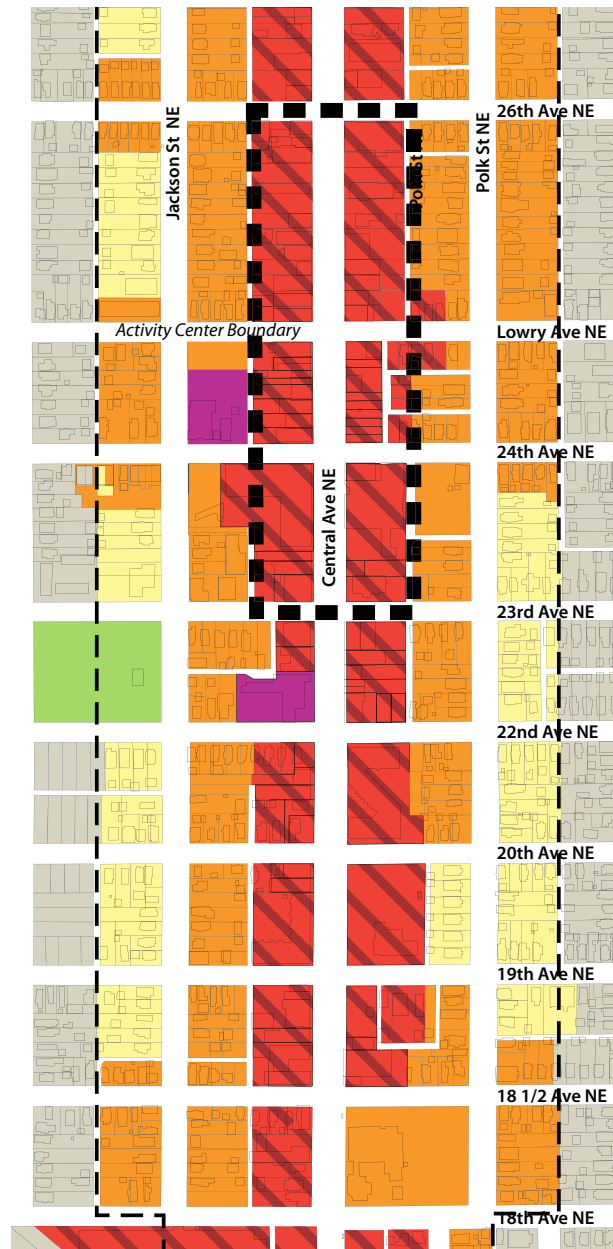 26th Ave NE
Jackson St  NE
Polk St NE
Polk St NE
Activity Center Boundary
Lowry Ave NE
24th Ave NE
Central Ave NE
23rd Ave NE
22nd Ave NE
20th Ave NE
19th Ave NE
18 1/2 Ave NE
18th Ave NE